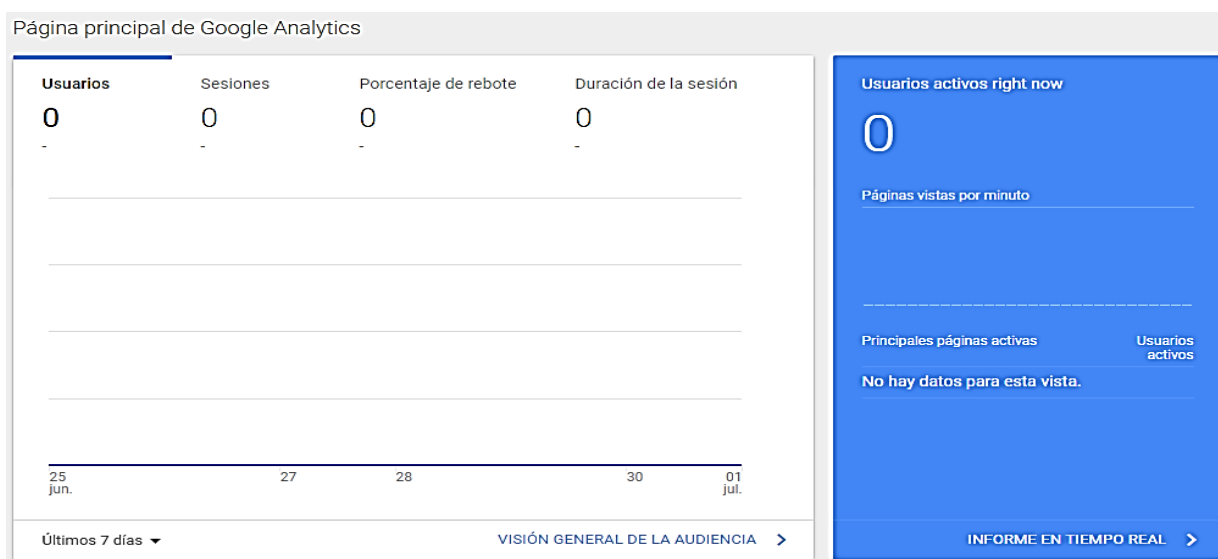 Página principal de Google Analytics
Usuarios
Sesiones
Porcentaje de rebote
Duración de la sesión
0
0
0
0
-
-
-
-
25
jun.
27
28
30
01
jul.
Últimos 7 días
VISIÓN GENERAL DE LA AUDIENCIA >
Usuarios activos right now
0
Páginas vistas por minuto
Principales páginas activas
Usuarios
activos
No hay datos para esta vista.
INFORME EN TIEMPO REAL >